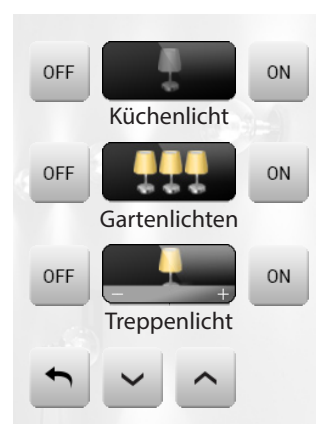 OFF ON
Küchenlicht
OFF ON
Gartenlichten
OFF ON
− +
Treppenlicht